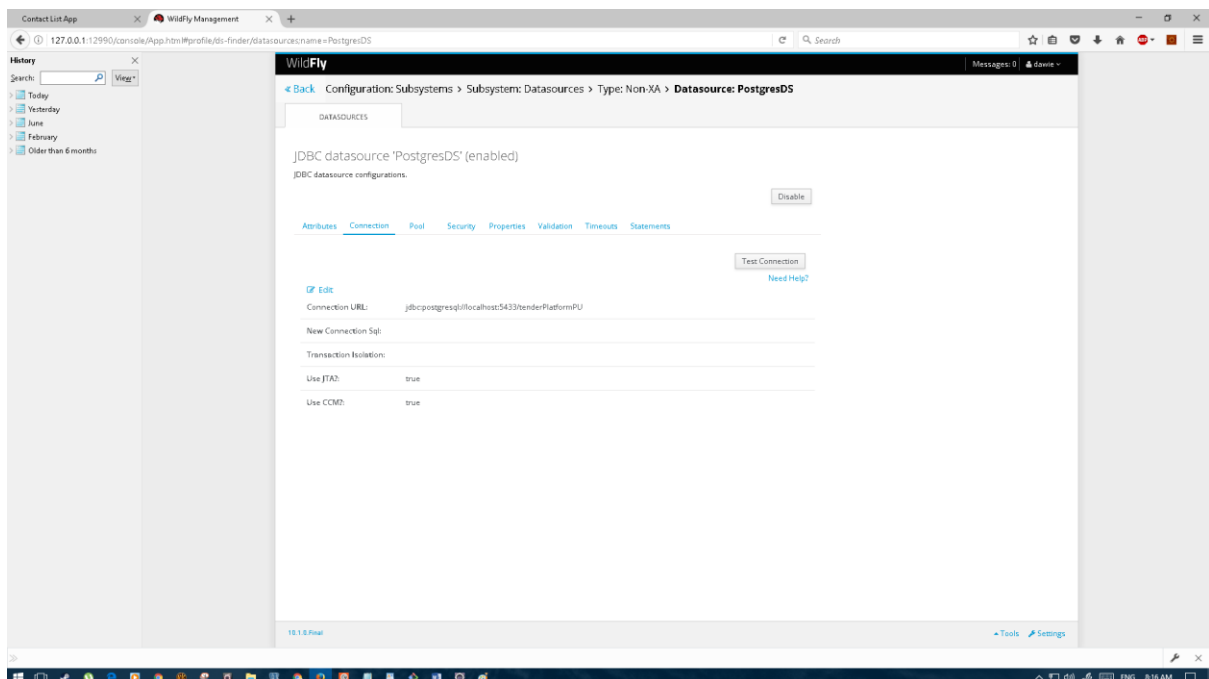 Contact List App
WildFly Management
127.0.0.1:12990/console/App.html#profile/ds-finder/datasources;name=PostgresDS
Search
ABP
History
Search:
View
Today
Yesterday
June
February
Older than 6 months
WildFly
Messages: 0
dawie
« Back Configuration: Subsystems > Subsystem: Datasources > Type: Non-XA > Datasource: PostgresDS
DATASOURCES
JDBC datasource 'PostgresDS' (enabled)
JDBC datasource configurations.
Disable
Attributes Connection Pool Security Properties Validation Timeouts Statements
Test Connection
Need Help?
Edit
Connection URL: jdbc:postgresql://localhost:5433/tenderPlatformPU
New Connection Sql:
Transaction Isolation:
Use JTA?: true
Use CCM?: true
10.1.0.Final
Tools Settings
ENG 8:16 AM